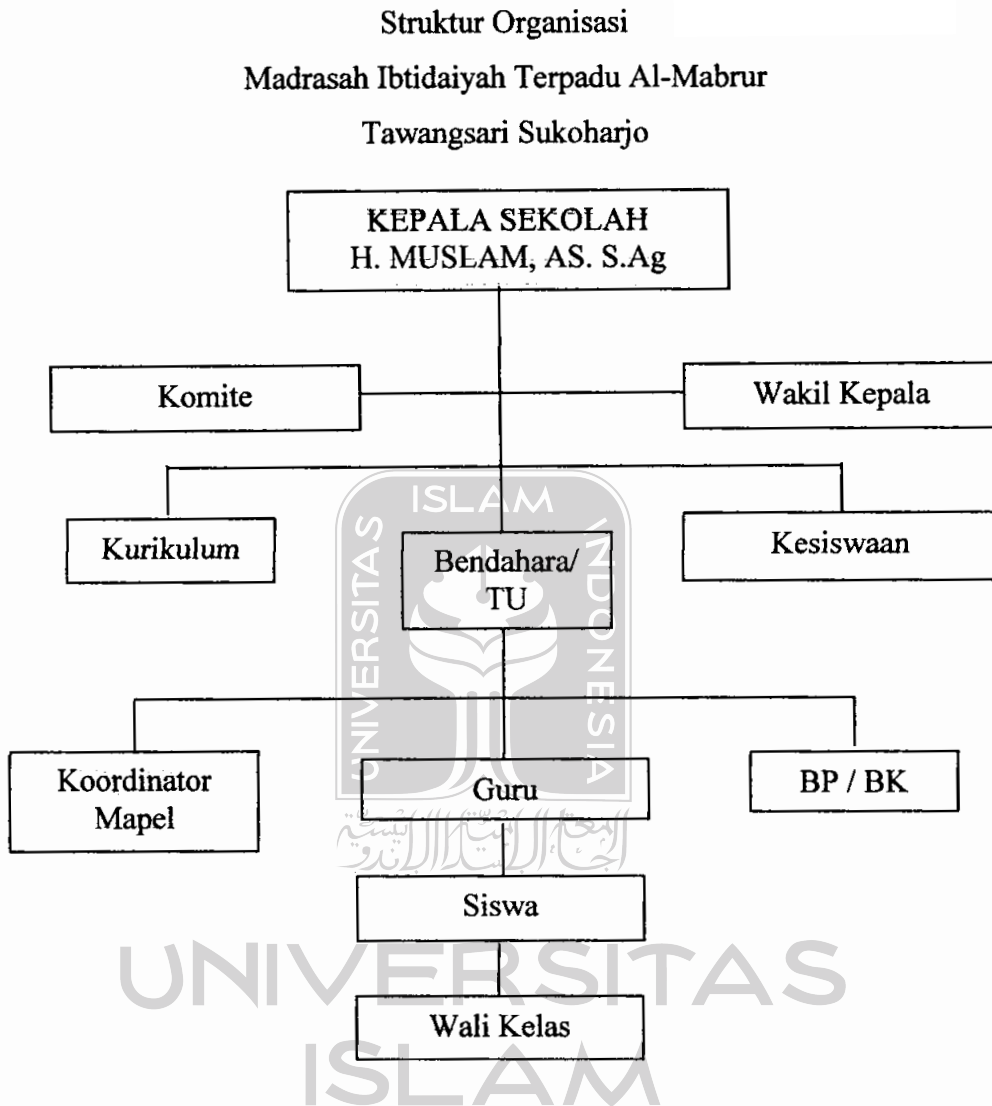 Struktur Organisasi
Madrasah Ibtidaiyah Terpadu Al-Mabrur
Tawangsari Sukoharjo
KEPALA SEKOLAH
H. MUSLAM, AS. S.Ag
Komite
Wakil Kepala
Kurikulum
Bendahara/
TU
Kesiswaan
Koordinator
Mapel
Guru
BP / BK
Siswa
Wali Kelas
ISLAM
UNIVERSITAS
INDONESIA
UNIVERSITAS
ISLAM